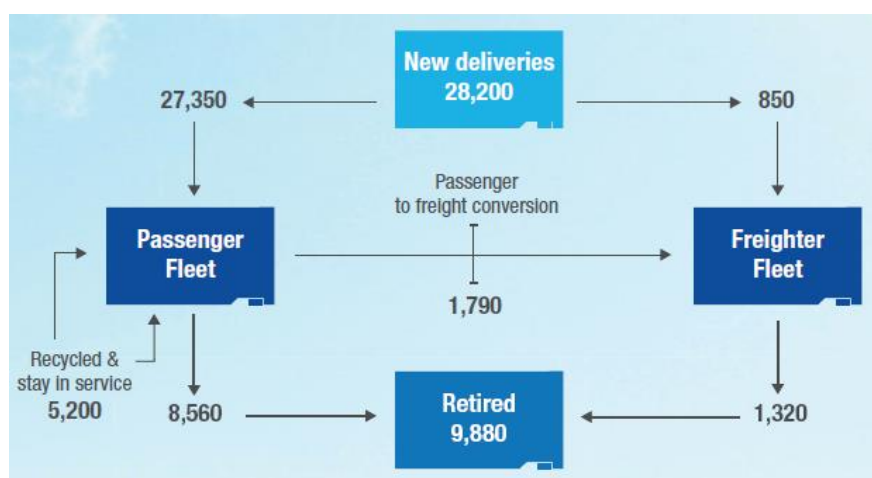 New deliveries
28,200
27,350
850
Passenger
to freight conversion
Passenger
Fleet
Freighter
Fleet
1,790
Recycled &
stay in service
5,200
8,560
Retired
9,880
1,320